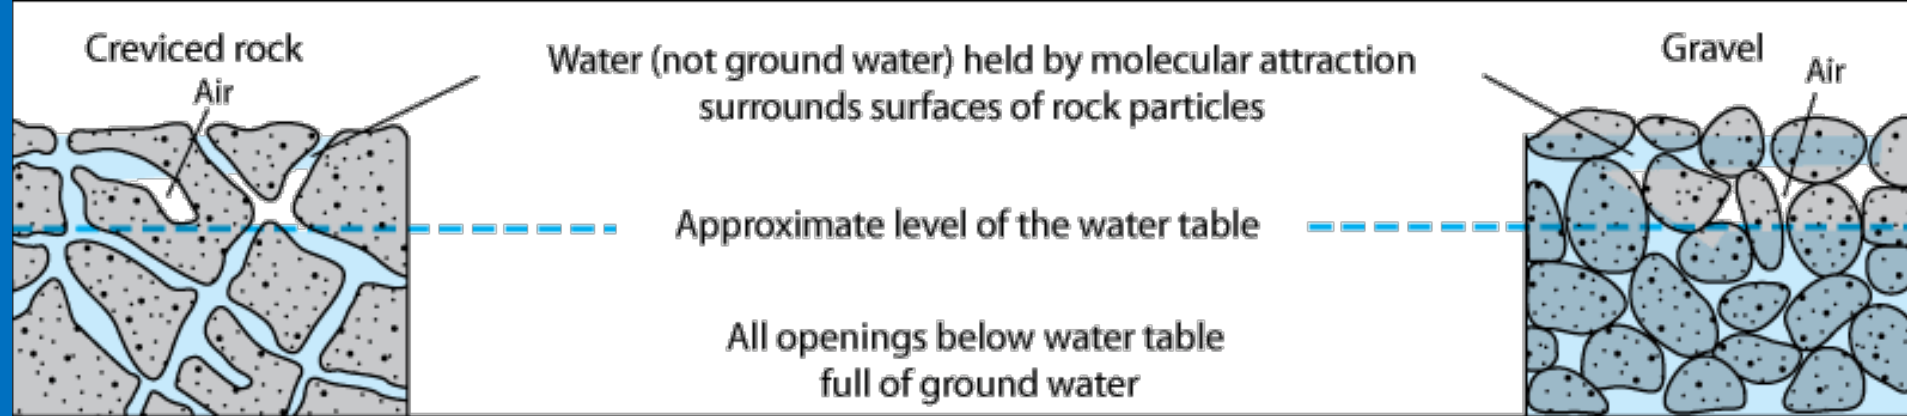 Creviced rock
Air
Water (not ground water) held by molecular attraction
surrounds surfaces of rock particles
Gravel
Air
Approximate level of the water table
All openings below water table
full of ground water